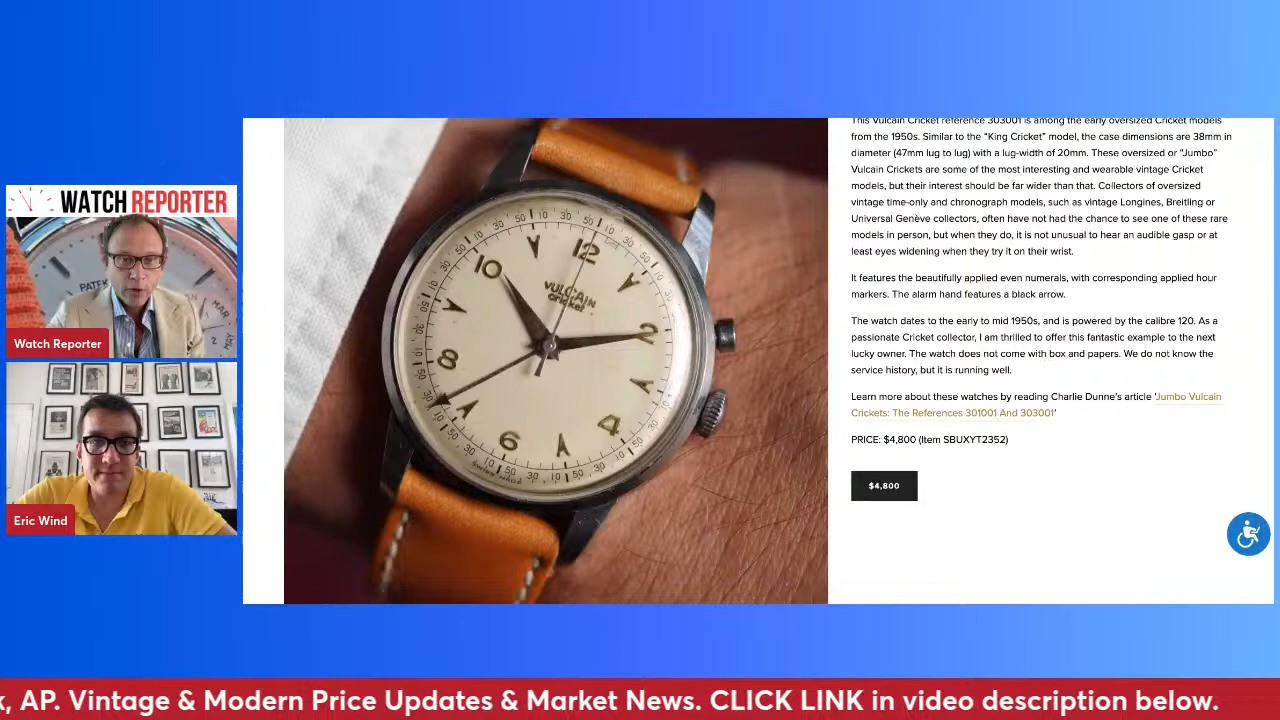 WATCH REPORTER
PATEK
MAR
MAY
2
Watch Reporter
Eric Wind
12
2
4
6
8
10
VULCAIN
cricket
SWISS MADE
This Vulcain Cricket reference 303001 is among the early oversized Cricket models
from the 1950s. Similar to the "King Cricket" model, the case dimensions are 38mm in
diameter (47mm lug to lug) with a lug-width of 20mm. These oversized or "Jumbo"
Vulcain Crickets are some of the most interesting and wearable vintage Cricket
models, but their interest should be far wider than that. Collectors of oversized
vintage time-only and chronograph models, such as vintage Longines, Breitling or
Universal Genève collectors, often have not had the chance to see one of these rare
models in person, but when they do, it is not unusual to hear an audible gasp or at
least eyes widening when they try it on their wrist.
It features the beautifully applied even numerals, with corresponding applied hour
markers. The alarm hand features a black arrow.
The watch dates to the early to mid 1950s, and is powered by the calibre 120. As a
passionate Cricket collector, I am thrilled to offer this fantastic example to the next
lucky owner. The watch does not come with box and papers. We do not know the
service history, but it is running well.
Learn more about these watches by reading Charlie Dunne's article 'Jumbo Vulcain
Crickets: The References 301001 And 303001'
PRICE: $4,800 (Item SBUXYT2352)
$4,800
, AP. Vintage & Modern Price Updates & Market News. CLICK LINK in video description below.